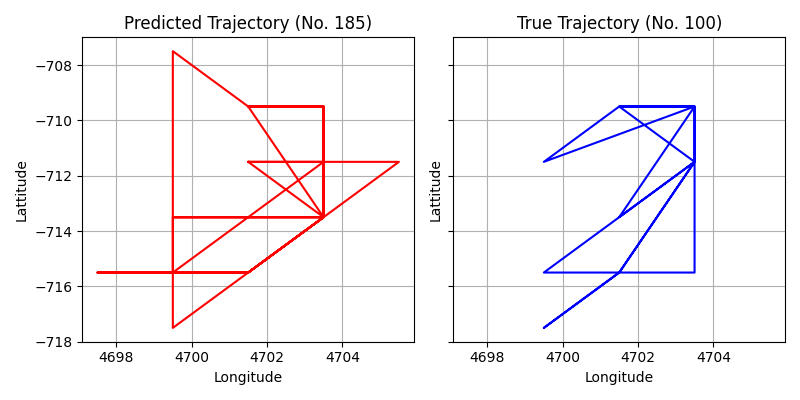 Predicted Trajectory (No. 185)
True Trajectory (No. 100)
Lattitude
−708
−710
−712
−714
−716
−718
4698
4700
4702
4704
Longitude
Lattitude
4698
4700
4702
4704
Longitude